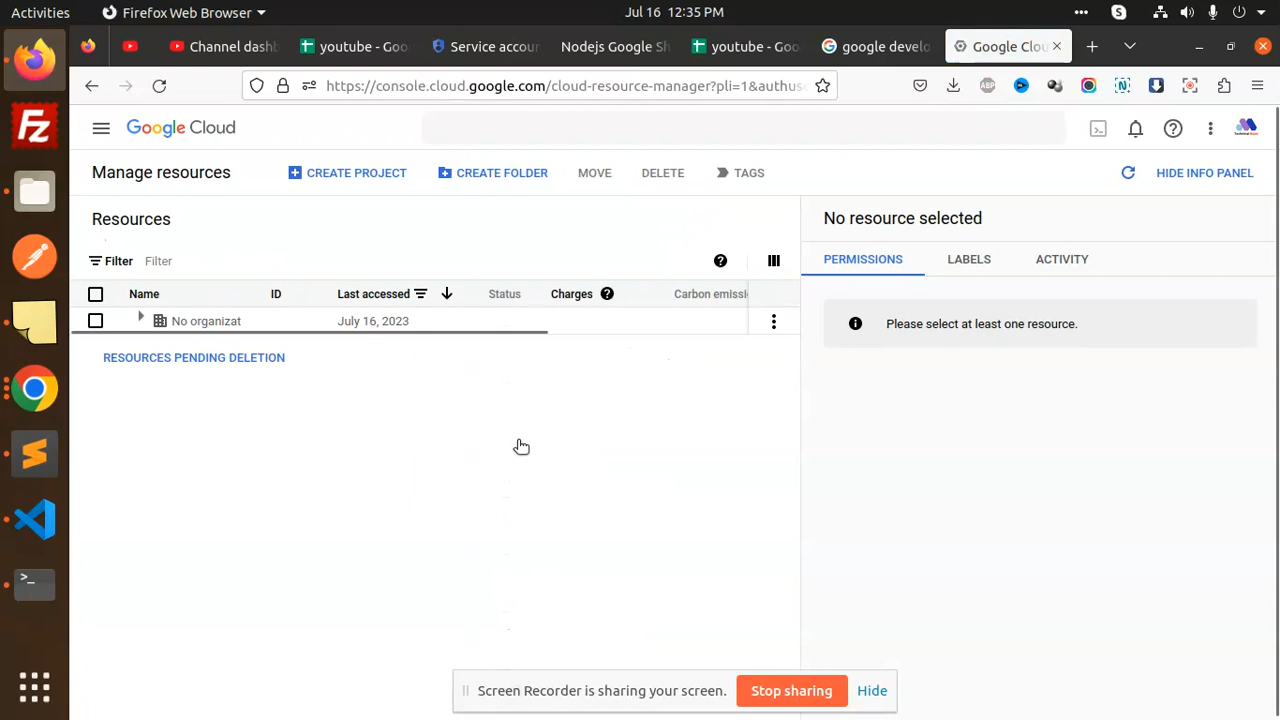 Activities
Firefox Web Browser
Jul 16 12:35 PM
Channel dash
youtube - Goo
Service accou
Nodejs Google Sh
youtube - Goo
google develo
Google Clou
https://console.cloud.google.com/cloud-resource-manager?pli=1&authus
Google Cloud
Manage resources
CREATE PROJECT
CREATE FOLDER
MOVE
DELETE
TAGS
HIDE INFO PANEL
Resources
No resource selected
Filter
Filter
PERMISSIONS
LABELS
ACTIVITY
Name
ID
Last accessed
Status
Charges
Carbon emissi
No organizat
July 16, 2023
Please select at least one resource.
RESOURCES PENDING DELETION
Screen Recorder is sharing your screen.
Stop sharing
Hide